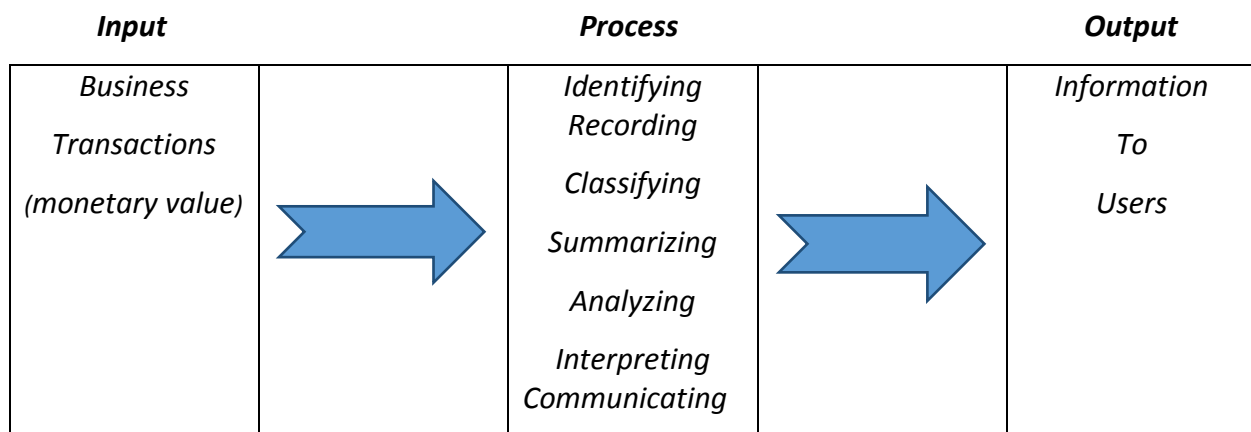 Input Process Output
Business
Transactions
(monetary value)
Identifying
Recording
Classifying
Summarizing
Analyzing
Interpreting
Communicating
Information
To
Users